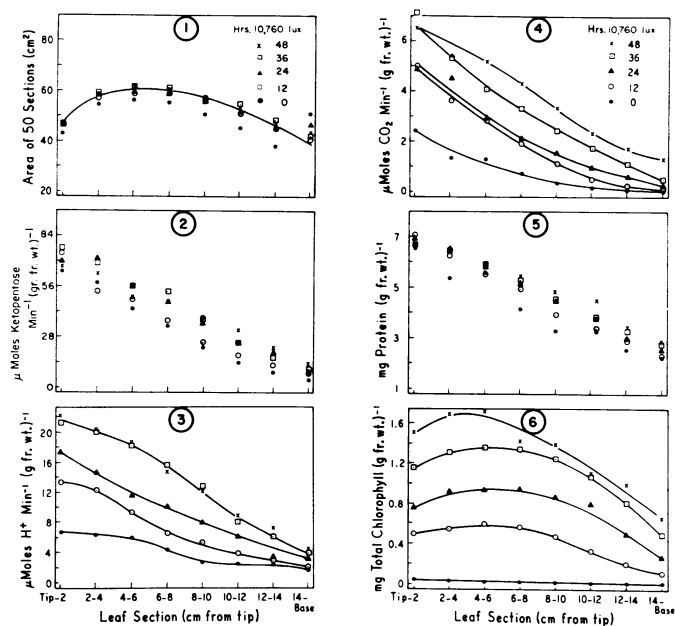 1
Area of 50 Sections (cm²)
80
60
40
20
Hrs. 10,760 lux
x 48
□ 36
▲ 24
○ 12
● 0
2
μ Moles Ketopentose
Min⁻¹ (gr. fr. wt.)⁻¹
84
56
28
0
3
μMoles H⁺ Min⁻¹ (g fr. wt.)⁻¹
20
16
12
8
4
0
Tip-2 2-4 4-6 6-8 8-10 10-12 12-14 14-
Base
Leaf Section (cm from tip)
4
μMoles CO₂ Min⁻¹ (g fr. wt.)⁻¹
6
4
2
0
Hrs. 10,760 lux
x 48
□ 36
▲ 24
○ 12
● 0
5
mg Protein (g fr. wt.)⁻¹
7
5
3
1
6
mg Total Chlorophyll (g fr. wt.)⁻¹
1.6
1.2
0.8
0.4
0
Tip-2 2-4 4-6 6-8 8-10 10-12 12-14 14-
Base
Leaf Section (cm from tip)